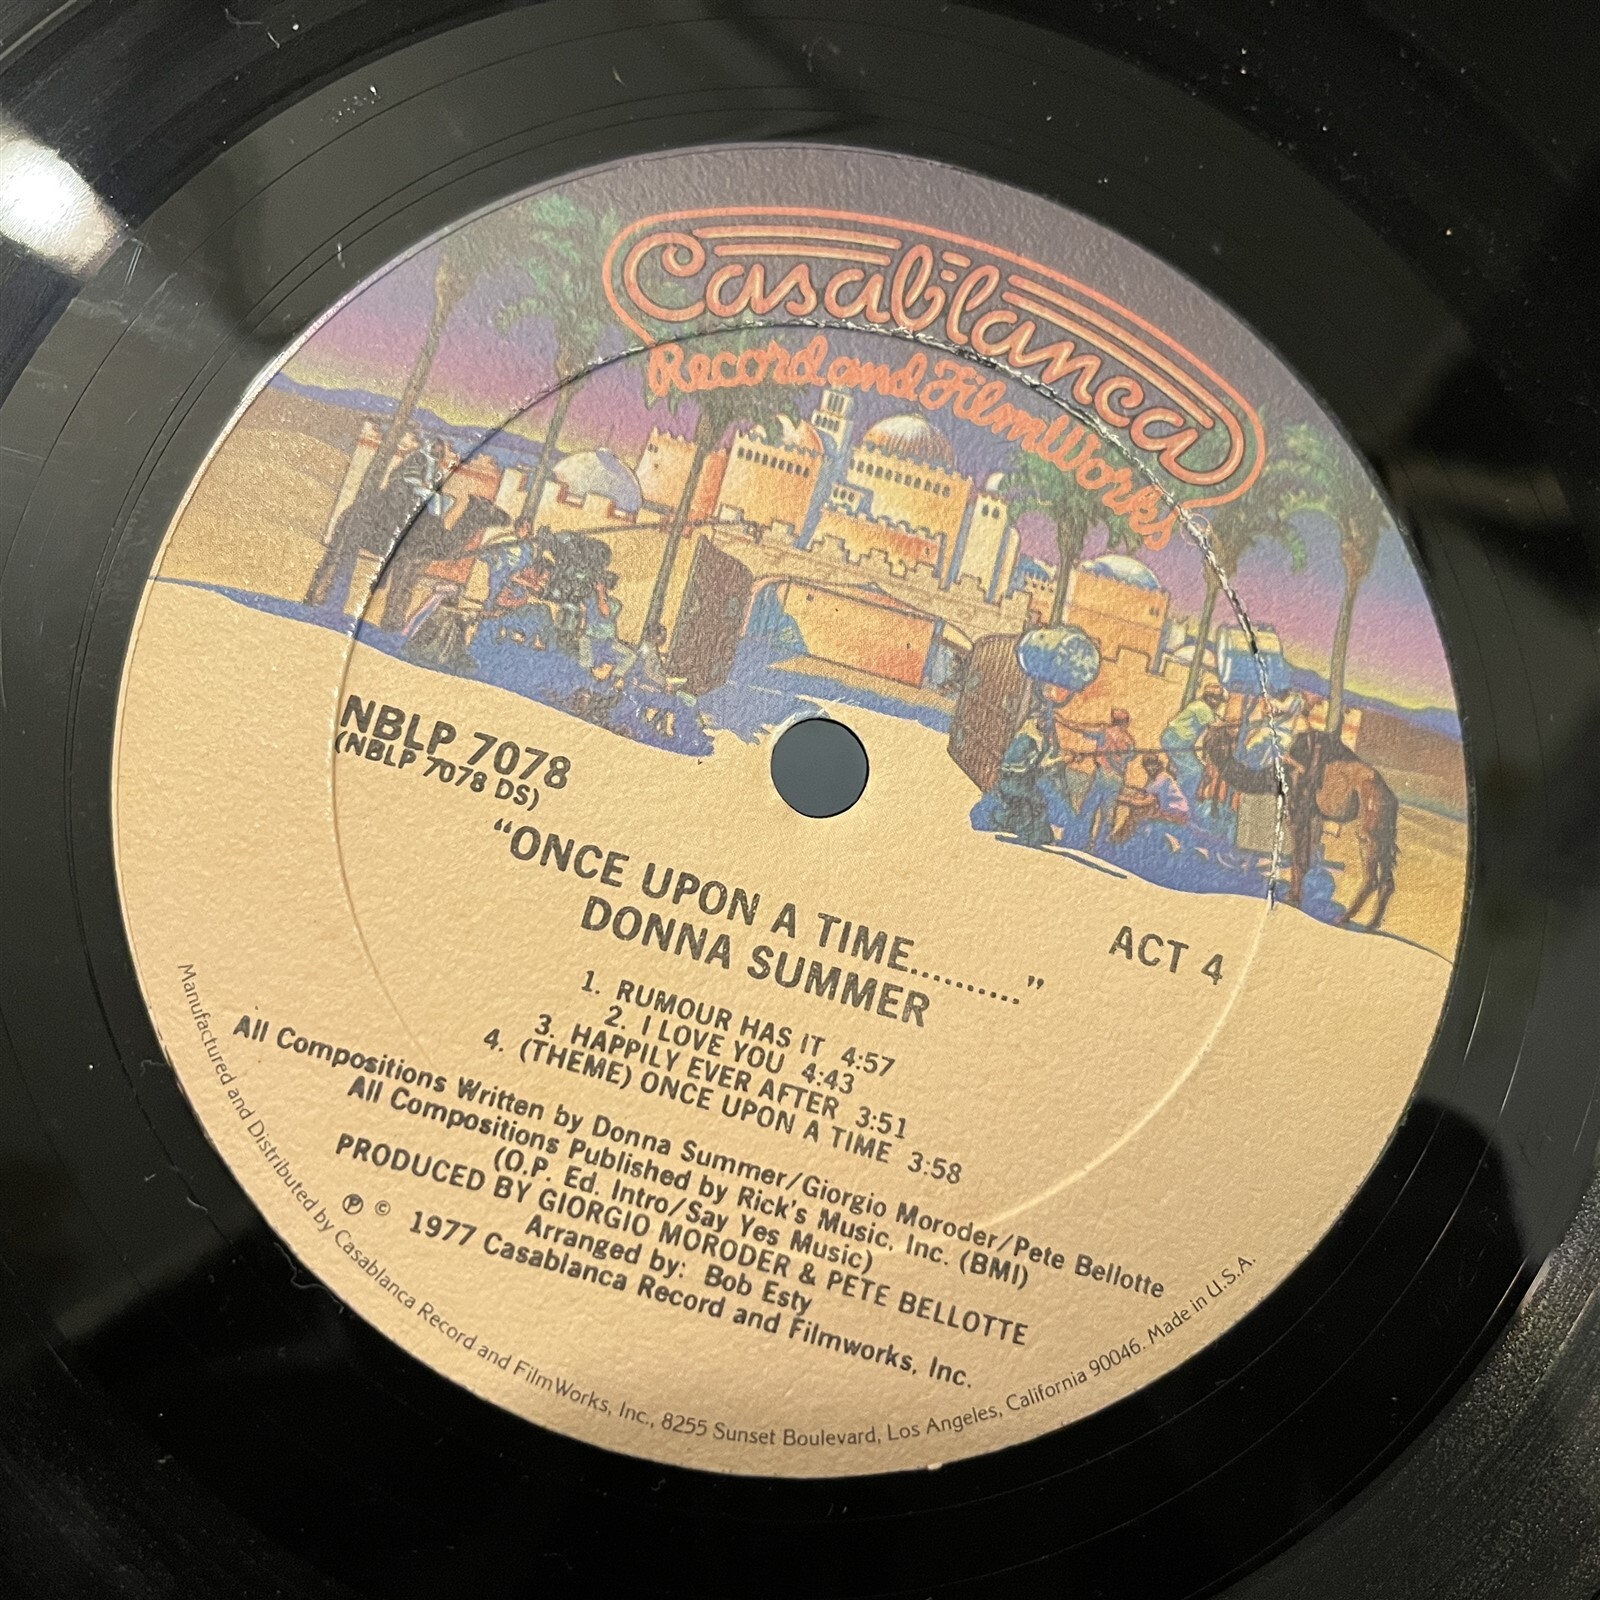 Casablanca
Record and FilmWorks
NBLP 7078
(NBLP 7078 DS)
ACT 4
“ONCE UPON A TIME..........”
DONNA SUMMER
1. RUMOUR HAS IT 4:57
2. I LOVE YOU 4:43
3. HAPPILY EVER AFTER 3:51
4. (THEME) ONCE UPON A TIME 3:58
All Compositions Written by Donna Summer/Giorgio Moroder/Pete Bellotte
All Compositions Published by Rick's Music, Inc. (BMI)
(O.P. Ed. Intro/Say Yes Music)
PRODUCED BY GIORGIO MORODER & PETE BELLOTTE
Arranged by: Bob Esty
℗ © 1977 Casablanca Record and Filmworks, Inc.
Manufactured and Distributed by Casablanca Record and FilmWorks, Inc., 8255 Sunset Boulevard, Los Angeles, California 90046. Made in U.S.A.